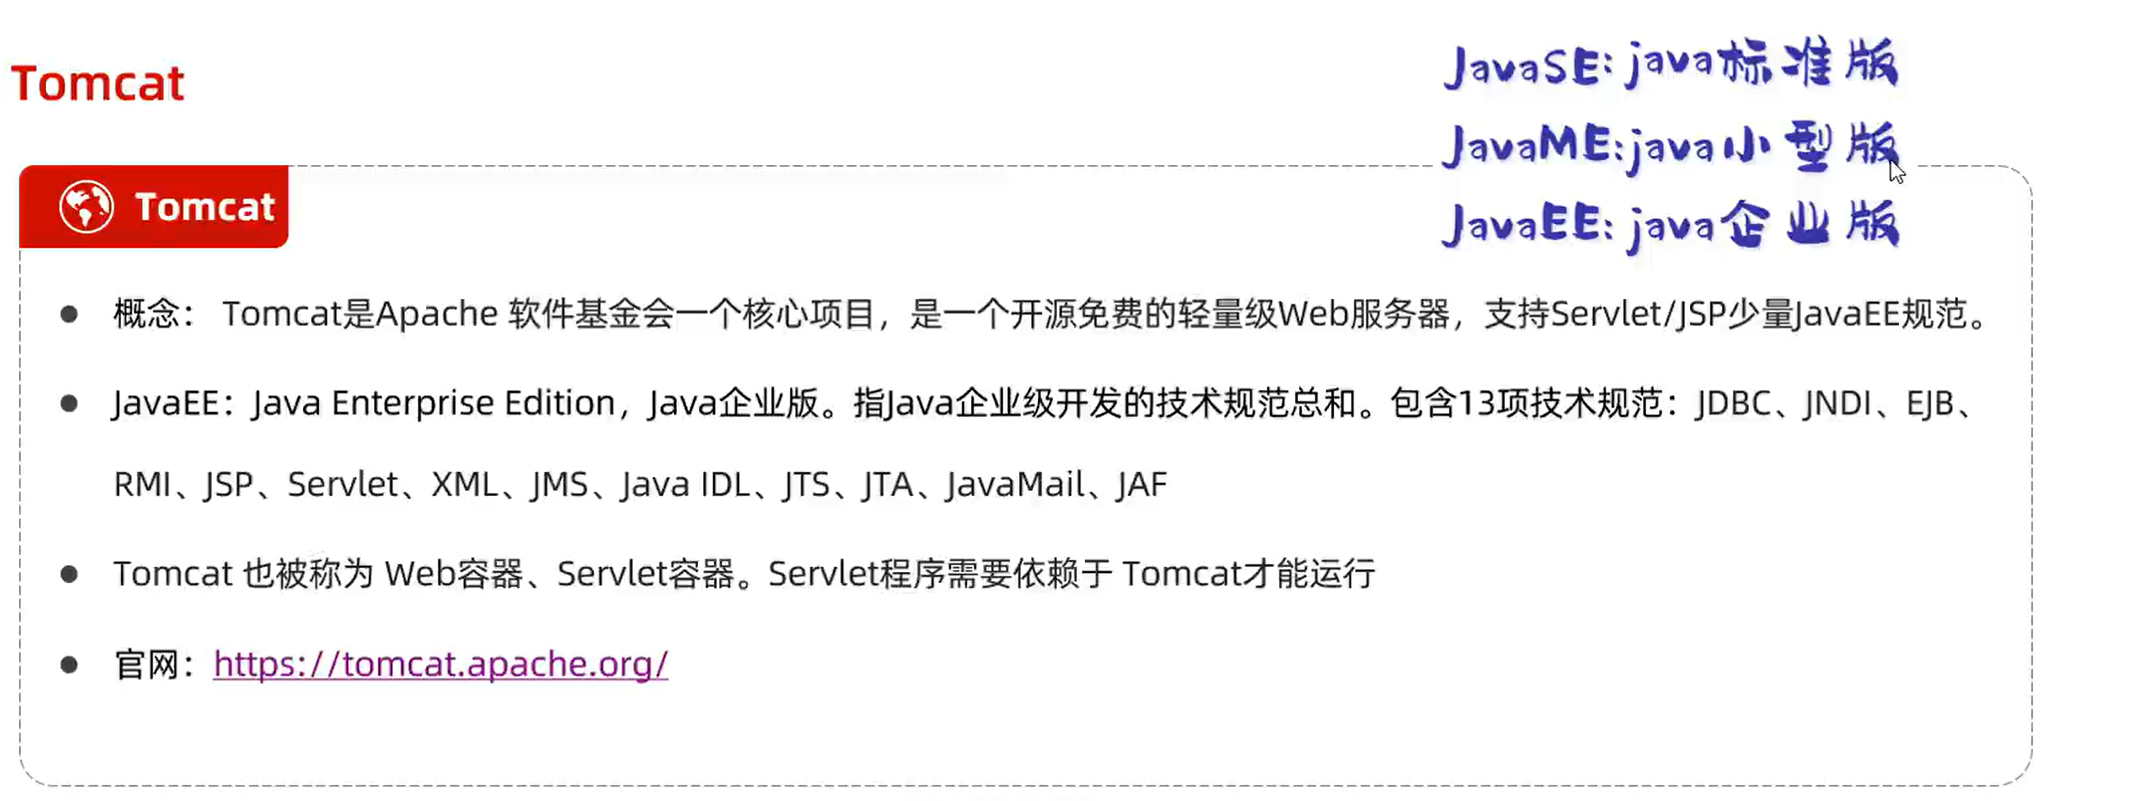 Tomcat
JavaSE: java标准版
JavaME:java小型版
JavaEE: java企业版
Tomcat
概念： Tomcat是Apache 软件基金会一个核心项目，是一个开源免费的轻量级Web服务器，支持Servlet/JSP少量JavaEE规范。
JavaEE：Java Enterprise Edition，Java企业版。指Java企业级开发的技术规范总和。包含13项技术规范：JDBC、JNDI、EJB、
RMI、JSP、Servlet、XML、JMS、Java IDL、JTS、JTA、JavaMail、JAF
Tomcat 也被称为 Web容器、Servlet容器。Servlet程序需要依赖于 Tomcat才能运行
官网：https://tomcat.apache.org/